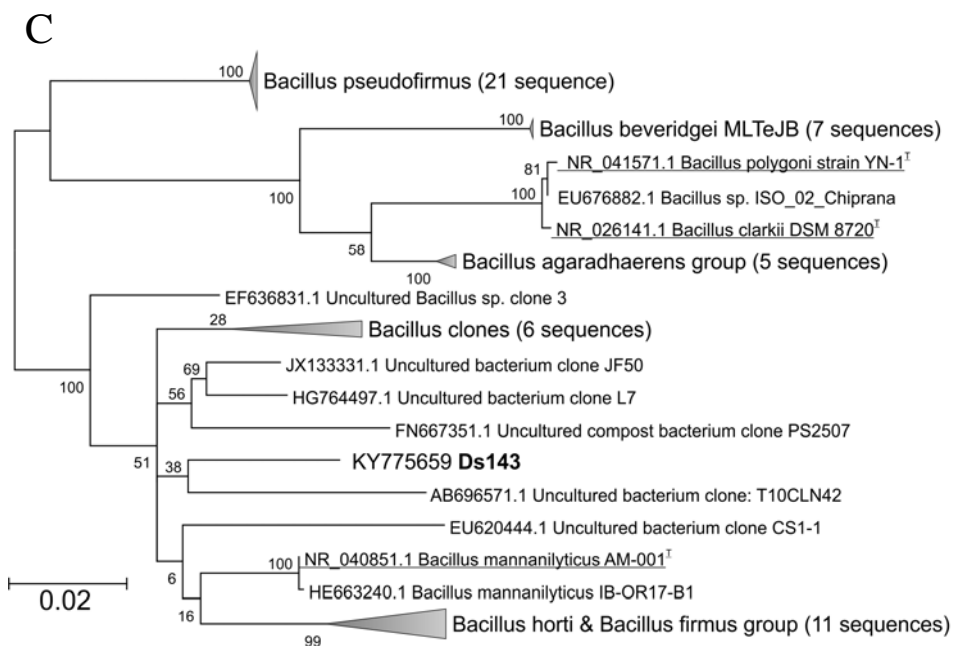 C
100 Bacillus pseudofirmus (21 sequence)
100 Bacillus beveridgei MLTeJB (7 sequences)
81 NR_041571.1 Bacillus polygoni strain YN-1T
100 EU676882.1 Bacillus sp. ISO_02_Chiprana
100
NR_026141.1 Bacillus clarkii DSM 8720T
58
Bacillus agaradhaerens group (5 sequences)
100
EF636831.1 Uncultured Bacillus sp. clone 3
28 Bacillus clones (6 sequences)
100
69 JX133331.1 Uncultured bacterium clone JF50
56 HG764497.1 Uncultured bacterium clone L7
FN667351.1 Uncultured compost bacterium clone PS2507
51
38 KY775659 Ds143
AB696571.1 Uncultured bacterium clone: T10CLN42
EU620444.1 Uncultured bacterium clone CS1-1
NR_040851.1 Bacillus mannanilyticus AM-001T
100
6
HE663240.1 Bacillus mannanilyticus IB-OR17-B1
0.02
16
Bacillus horti & Bacillus firmus group (11 sequences)
99